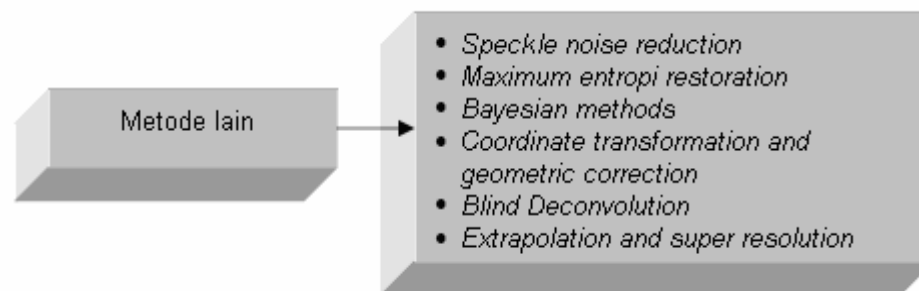 Metode lain
• Speckle noise reduction
• Maximum entropi restoration
• Bayesian methods
• Coordinate transformation and
geometric correction
• Blind Deconvolution
• Extrapolation and super resolution